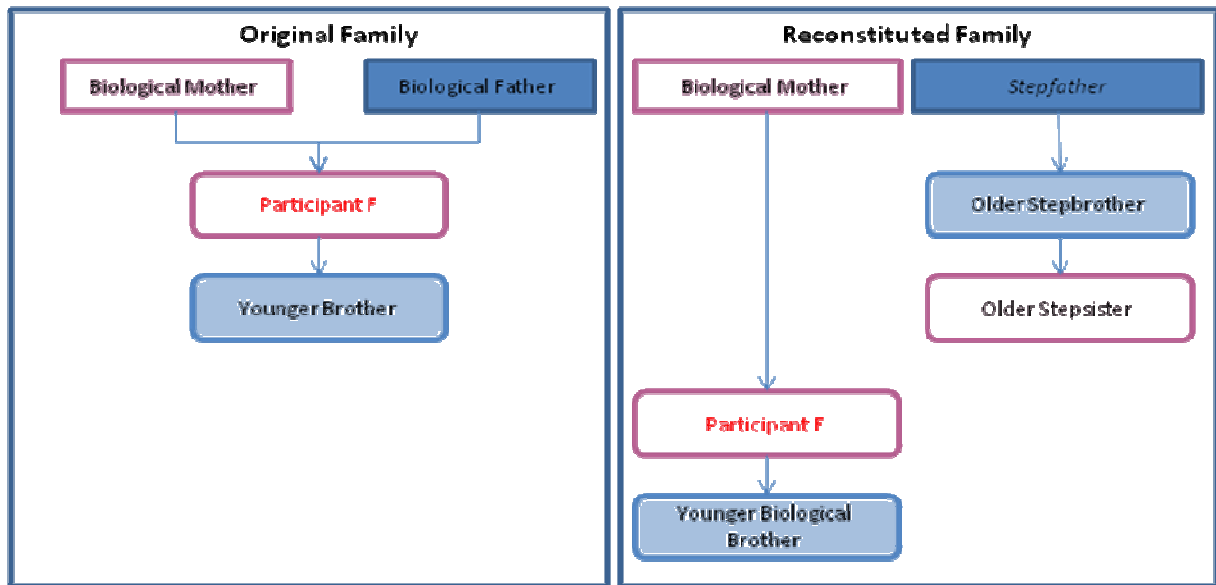 Original Family
Biological Mother
Biological Father
Participant F
Younger Brother
Reconstituted Family
Biological Mother
Stepfather
Older Stepbrother
Older Stepsister
Participant F
Younger Biological
Brother